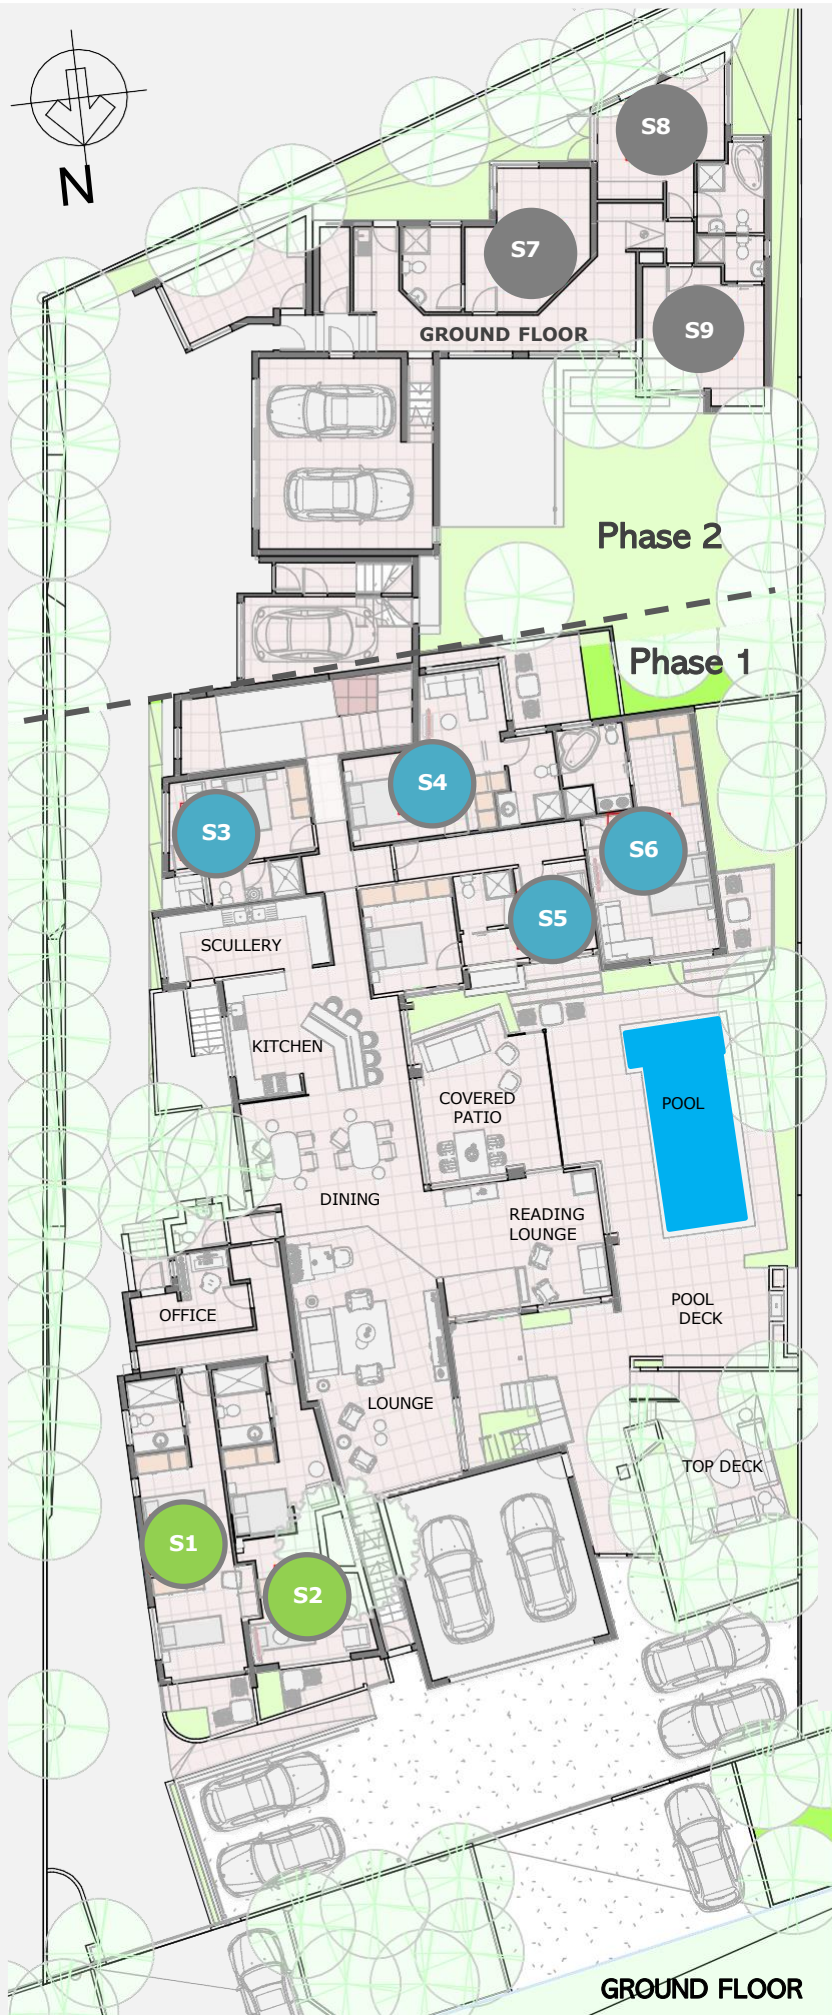 N
S8
S7
S9
GROUND FLOOR
Phase 2
Phase 1
S4
S3
S6
S5
SCULLERY
KITCHEN
COVERED
PATIO
POOL
DINING
READING
LOUNGE
OFFICE
POOL
DECK
LOUNGE
TOP DECK
S1
S2
GROUND FLOOR